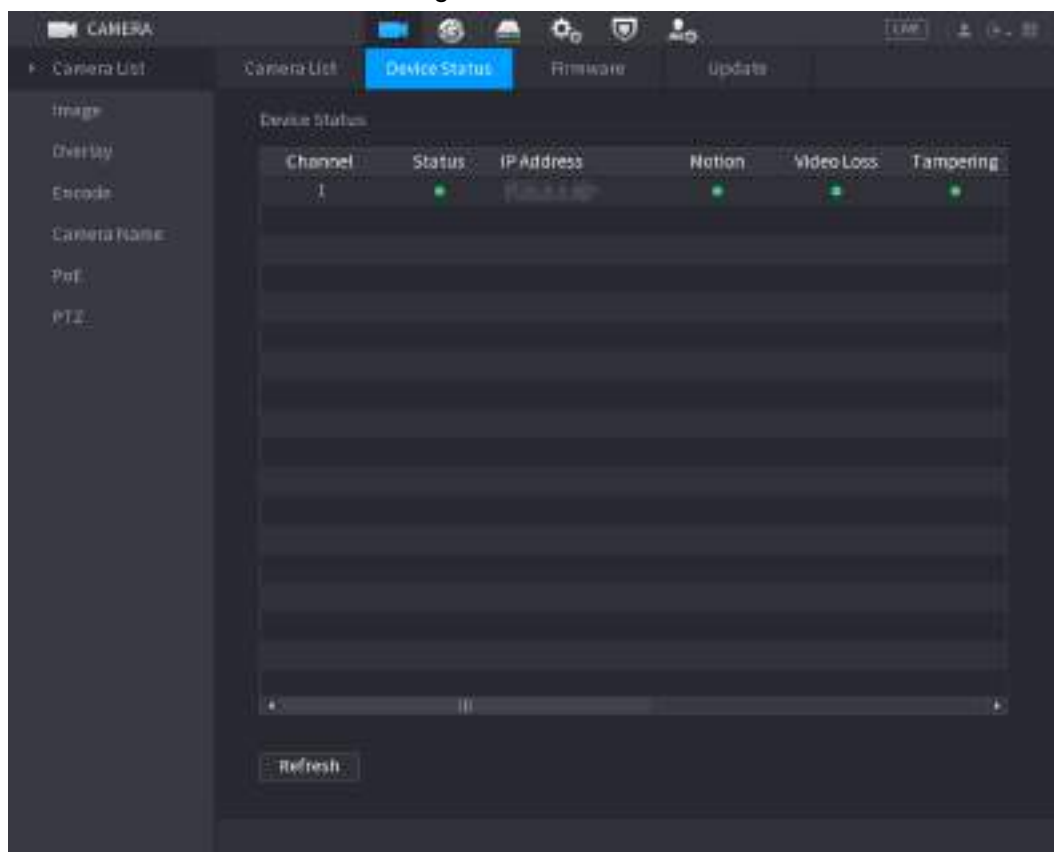 CAMERA
LIVE
Camera List
Image
Overlay
Encode
Camera Name
PoE
PTZ
Camera List
Device Status
Firmware
Update
Device Status
Channel Status IP Address Motion Video Loss Tampering
1
Refresh